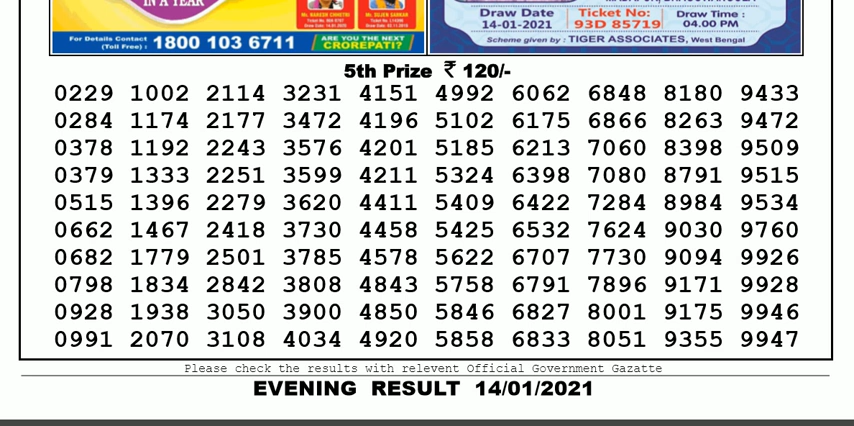 IN A YEAR
Mr. NARESH CHHETRI
Mr. SUJEN SARKAR
For Details Contact
(Toll Free) : 1800 103 6711
ARE YOU THE NEXT
CROREPATI?
Draw Date
14-01-2021
Ticket No:
93D 85719
Draw Time :
04.00 PM
Scheme given by : TIGER ASSOCIATES, West Bengal
5th Prize ₹ 120/-
0229 1002 2114 3231 4151 4992 6062 6848 8180 9433
0284 1174 2177 3472 4196 5102 6175 6866 8263 9472
0378 1192 2243 3576 4201 5185 6213 7060 8398 9509
0379 1333 2251 3599 4211 5324 6398 7080 8791 9515
0515 1396 2279 3620 4411 5409 6422 7284 8984 9534
0662 1467 2418 3730 4458 5425 6532 7624 9030 9760
0682 1779 2501 3785 4578 5622 6707 7730 9094 9926
0798 1834 2842 3808 4843 5758 6791 7896 9171 9928
0928 1938 3050 3900 4850 5846 6827 8001 9175 9946
0991 2070 3108 4034 4920 5858 6833 8051 9355 9947
Please check the results with relevent Official Government Gazatte
EVENING RESULT 14/01/2021